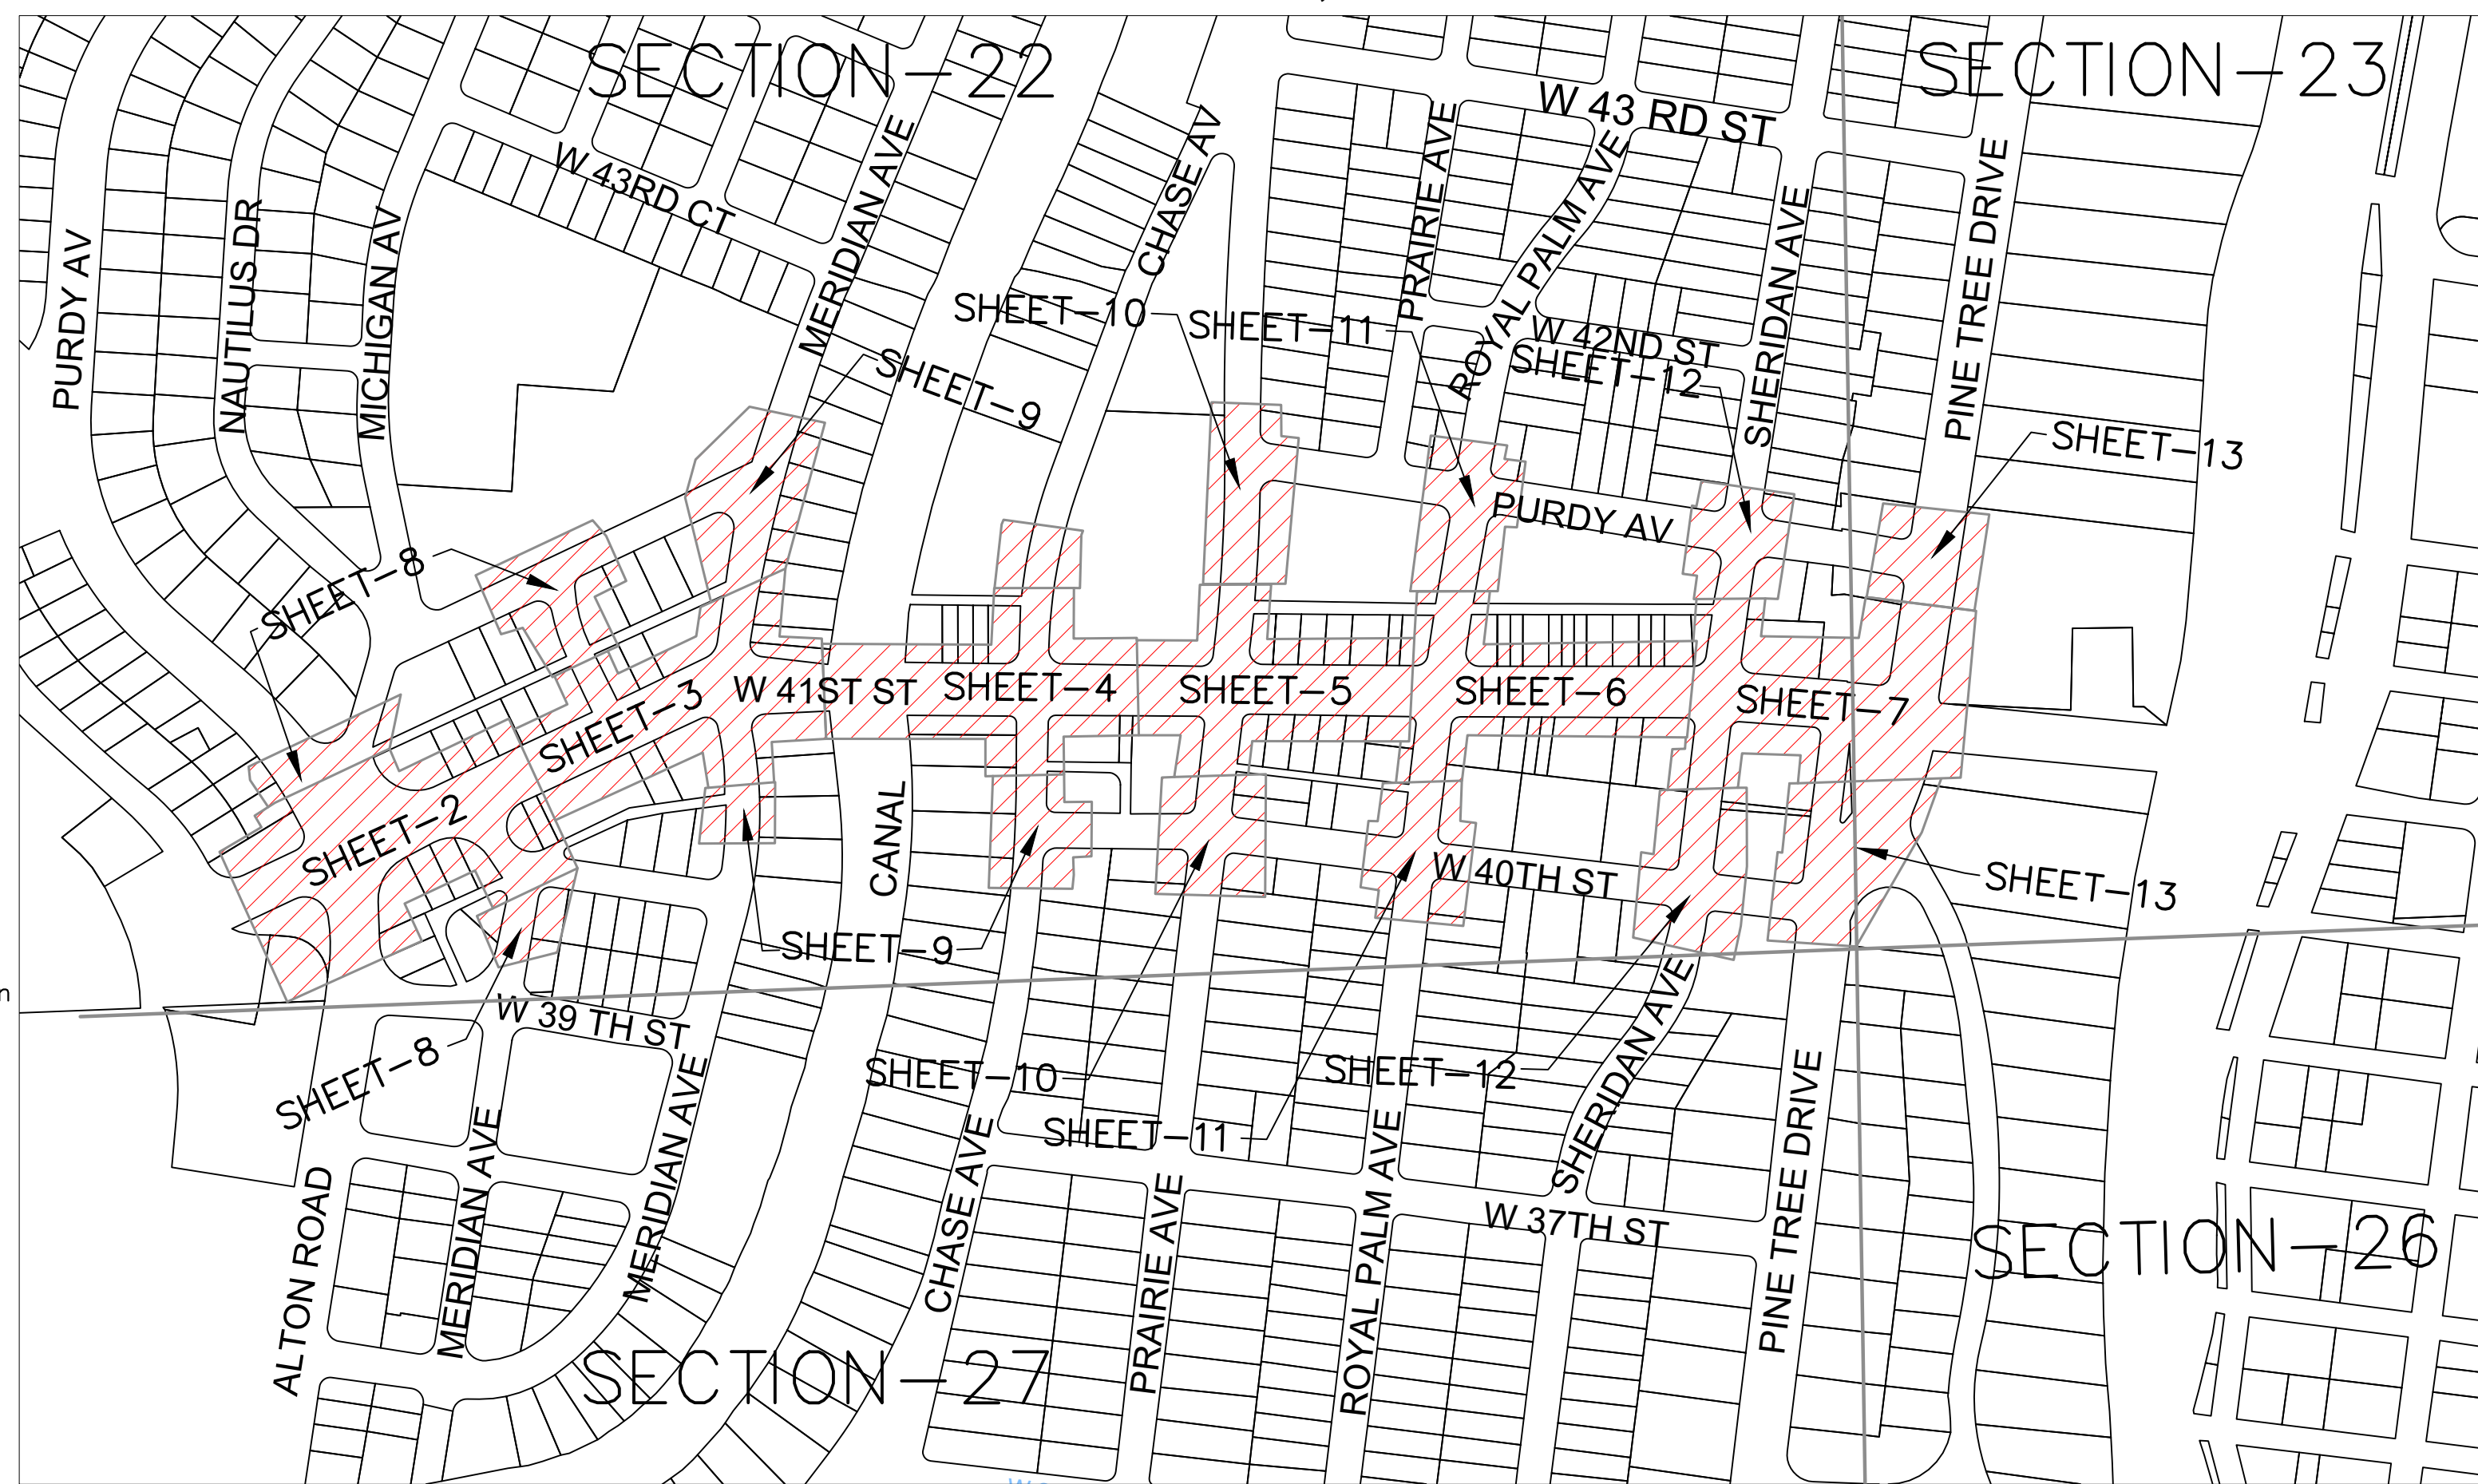 SECTION-22
SECTION-23
W 43 RD ST
W 43RD CT
MERIDIAN AVE
CHASE AV
PRAIRIE AVE
ROYAL PALM AVE
SHERIDAN AVE
PINE TREE DRIVE
PURDY AV
NAUTILUS DR
MICHIGAN AV
SHEET-10
SHEET-11
W 42ND ST
SHEET-12
SHEET-9
SHEET-13
PURDY AV
SHEET-8
W 41ST ST
SHEET-3
SHEET-4
SHEET-5
SHEET-6
SHEET-7
SHEET-2
CANAL
W 40TH ST
SHEET-13
SHEET-9
W 39 TH ST
SHEET-8
SHEET-10
SHEET-12
SHEET-11
SHERIDAN AVE
MERIDIAN AVE
MERIDIAN AVE
ALTON ROAD
CHASE AVE
PRAIRIE AVE
ROYAL PALM AVE
W 37TH ST
PINE TREE DRIVE
SECTION-26
SECTION-27